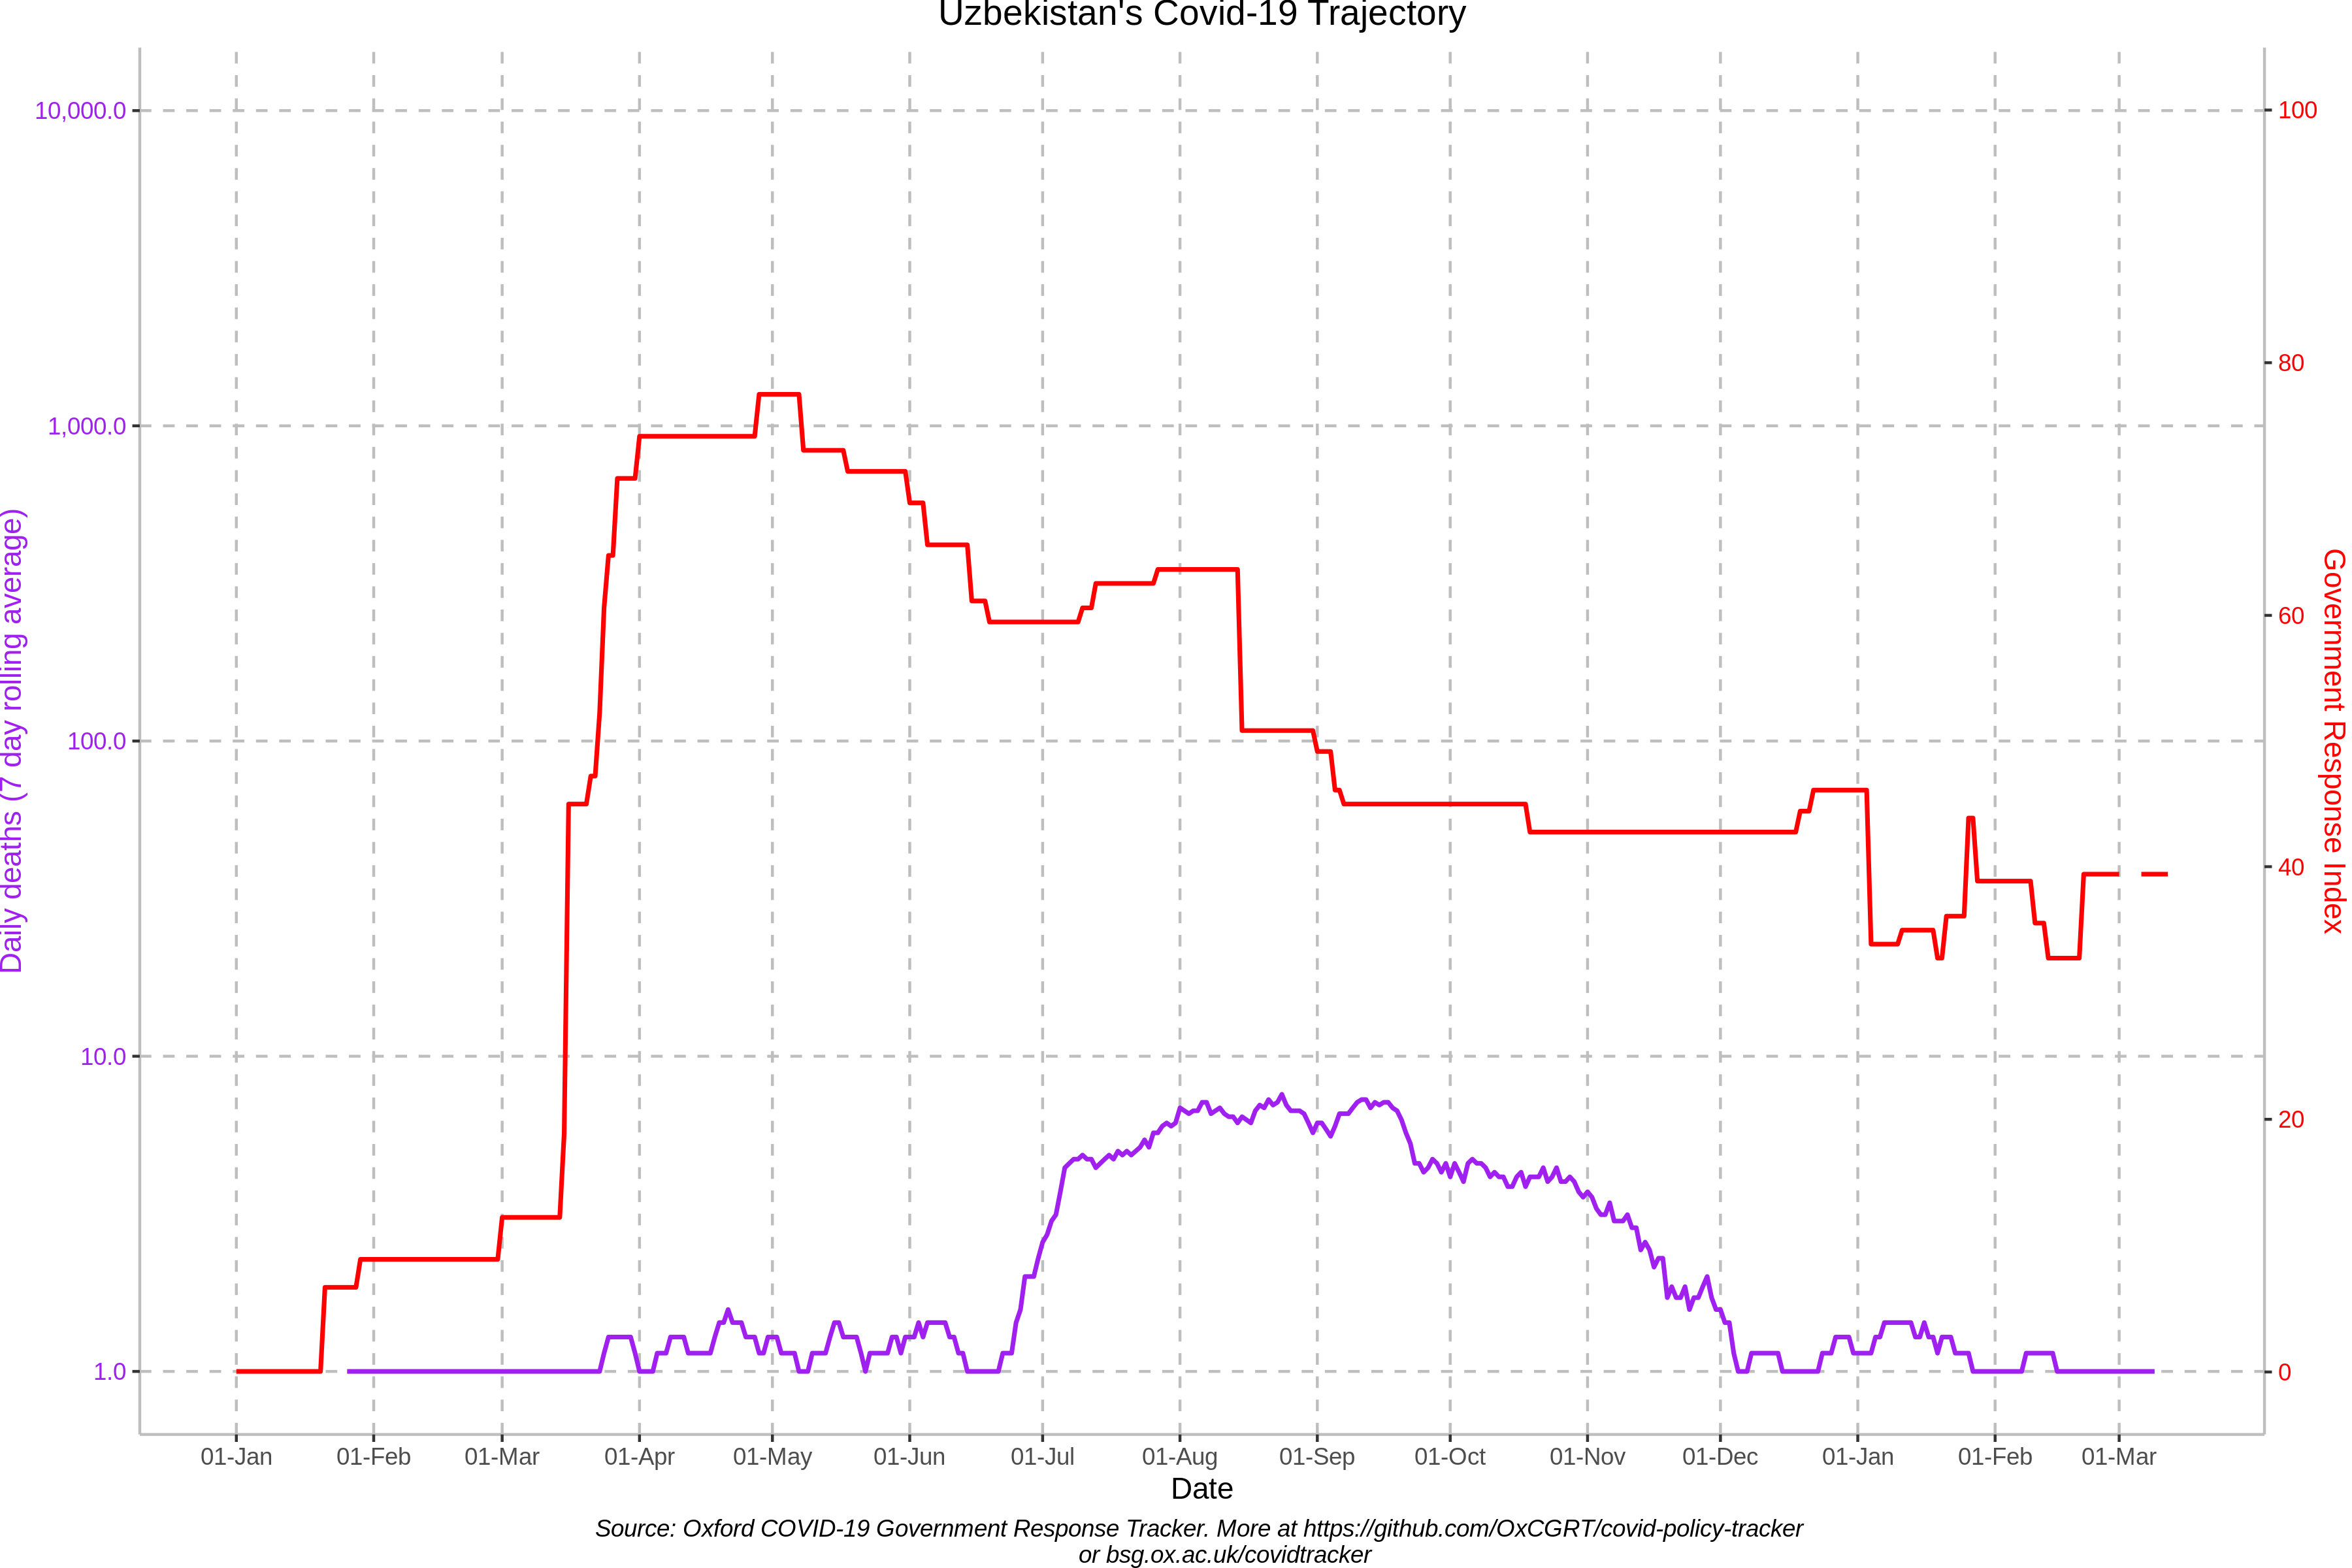 Uzbekistan's Covid-19 Trajectory
10,000.0
1,000.0
100.0
10.0
1.0
Daily deaths (7 day rolling average)
100
80
60
40
20
0
Government Response Index
01-Jan 01-Feb 01-Mar 01-Apr 01-May 01-Jun 01-Jul 01-Aug 01-Sep 01-Oct 01-Nov 01-Dec 01-Jan 01-Feb 01-Mar
Date
Source: Oxford COVID-19 Government Response Tracker. More at https://github.com/OxCGRT/covid-policy-tracker
or bsg.ox.ac.uk/covidtracker